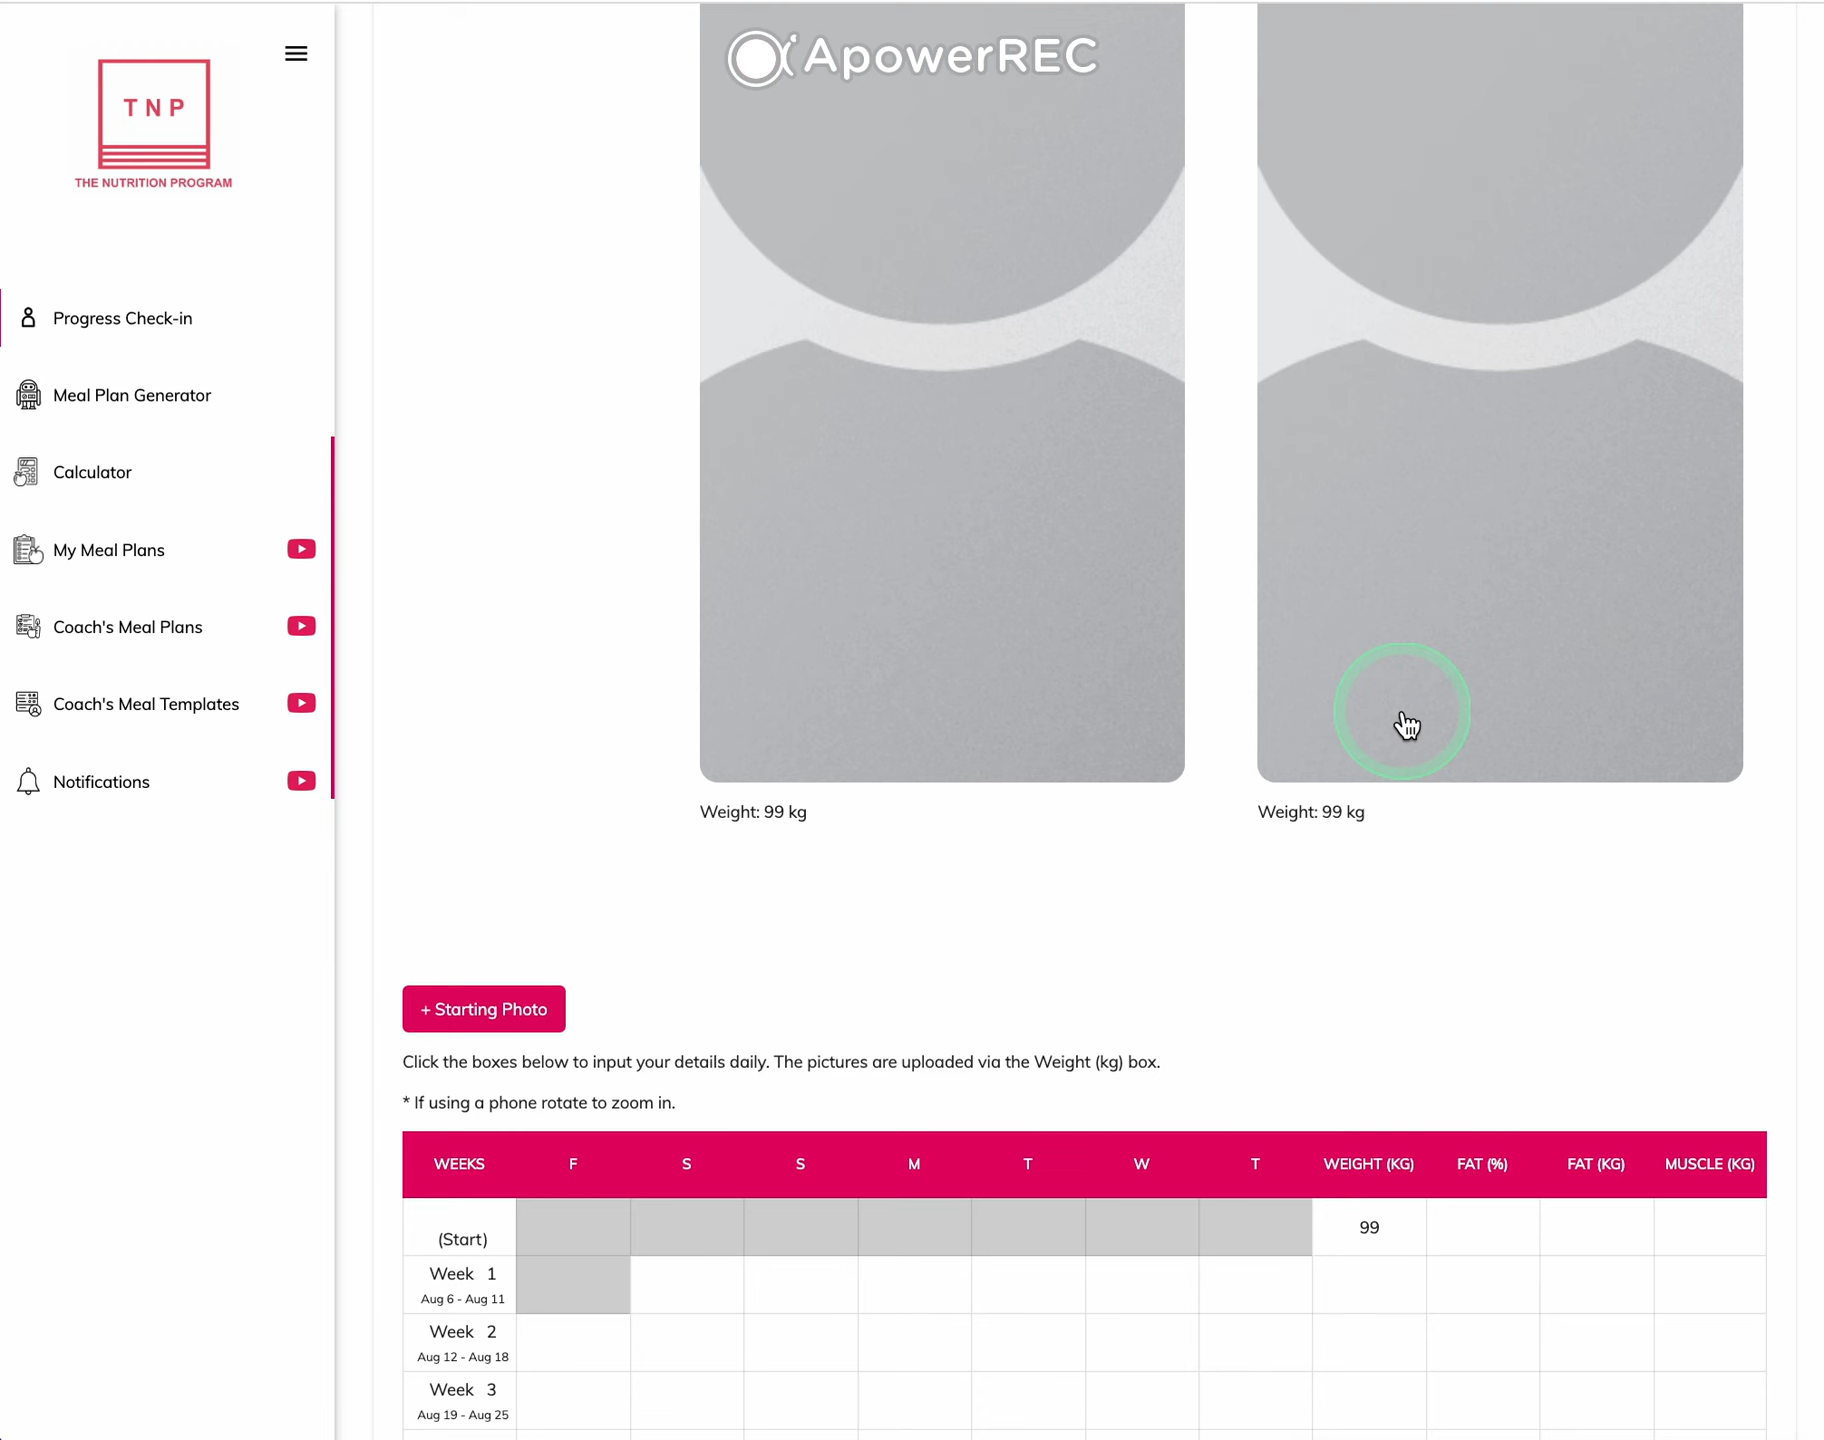 ApowerREC
TNP
THE NUTRITION PROGRAM
Progress Check-in
Meal Plan Generator
Calculator
My Meal Plans
Coach's Meal Plans
Coach's Meal Templates
Notifications
Weight: 99 kg
Weight: 99 kg
+ Starting Photo
Click the boxes below to input your details daily. The pictures are uploaded via the Weight (kg) box.
* If using a phone rotate to zoom in.
WEEKS F S S M T W T WEIGHT (KG) FAT (%) FAT (KG) MUSCLE (KG)
(Start) 99
Week 1
Aug 6 - Aug 11
Week 2
Aug 12 - Aug 18
Week 3
Aug 19 - Aug 25